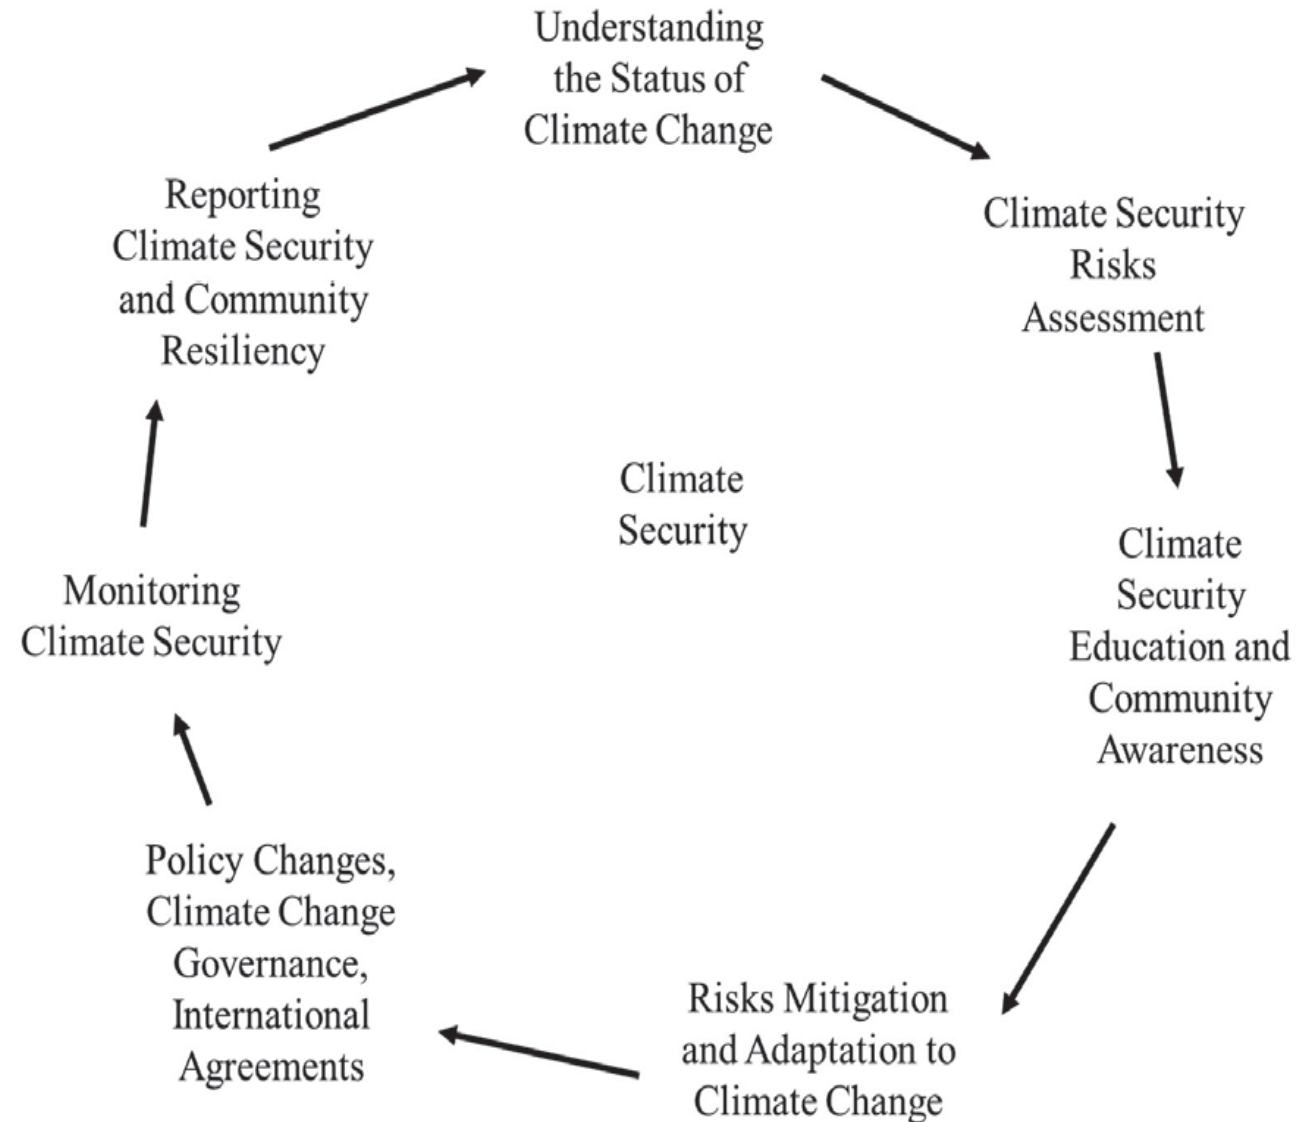 Understanding
the Status of
Climate Change
Climate Security
Risks
Assessment
Climate
Security
Education and
Community
Awareness
Risks Mitigation
and Adaptation to
Climate Change
Policy Changes,
Climate Change
Governance,
International
Agreements
Monitoring
Climate Security
Reporting
Climate Security
and Community
Resiliency
Climate
Security